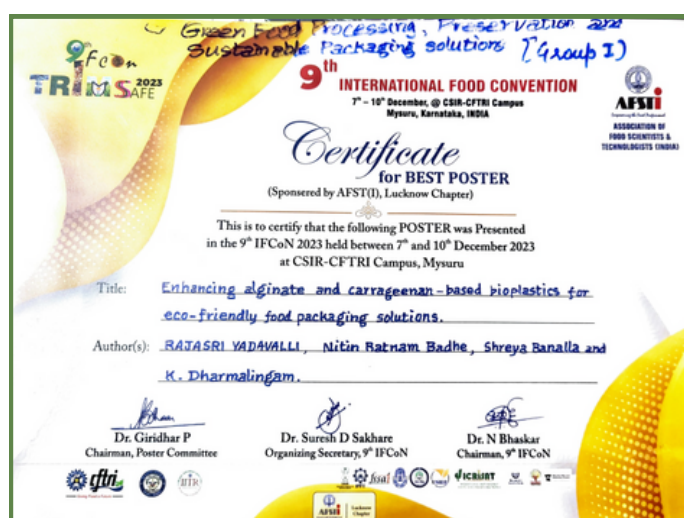 Green Food Processing, Preservation and
Sustainable Packaging solutions [Group I]
9 IFcon
TRIMS 2023
SAFE
9th INTERNATIONAL FOOD CONVENTION
7th – 10th December, @ CSIR-CFTRI Campus
Mysuru, Karnataka, INDIA
AFSTI
ASSOCIATION OF
FOOD SCIENTISTS &
TECHNOLOGISTS (INDIA)
Certificate
for BEST POSTER
(Sponsered by AFST(I), Lucknow Chapter)
This is to certify that the following POSTER was Presented
in the 9th IFCoN 2023 held between 7th and 10th December 2023
at CSIR-CFTRI Campus, Mysuru
Title: Enhancing alginate and carrageenan-based bioplastics for
eco-friendly food packaging solutions.
Author(s): RAJASRI YADAVALLI, Nitin Ratnam Badhe, Shreya Banalla and
K. Dharmalingam.
Dr. Giridhar P
Chairman, Poster Committee
Dr. Suresh D Sakhare
Organizing Secretary, 9th IFCoN
Dr. N Bhaskar
Chairman, 9th IFCoN
cftri
IITR
fssai
ICRISAT
AFSTI
Lucknow
Chapter